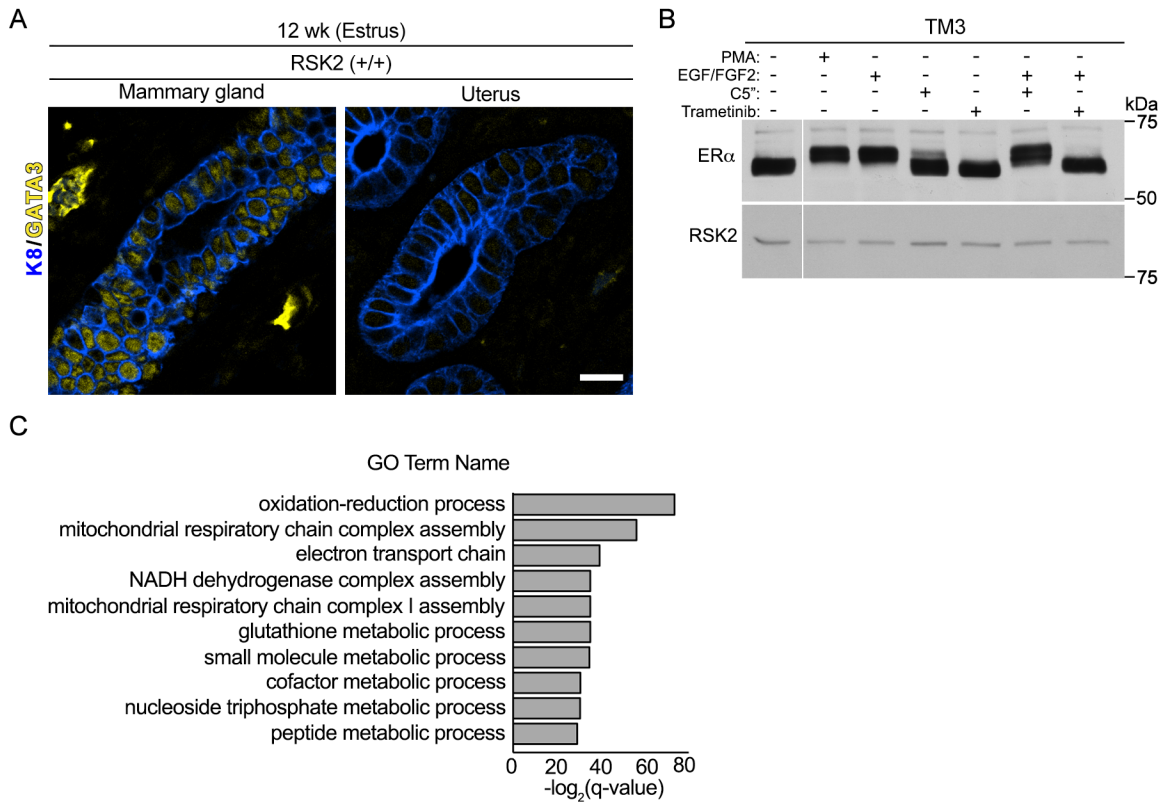 A
12 wk (Estrus)
RSK2 (+/+)
Mammary gland
Uterus
K8/GATA3
B
TM3
PMA: - + - - - - -
EGF/FGF2: - - + - - + +
C5": - - - + - + -
Trametinib: - - - - + - +
kDa
75
ERα
50
RSK2
75
C
GO Term Name
oxidation-reduction process
mitochondrial respiratory chain complex assembly
electron transport chain
NADH dehydrogenase complex assembly
mitochondrial respiratory chain complex I assembly
glutathione metabolic process
small molecule metabolic process
cofactor metabolic process
nucleoside triphosphate metabolic process
peptide metabolic process
0 20 40 60 80
-log2(q-value)